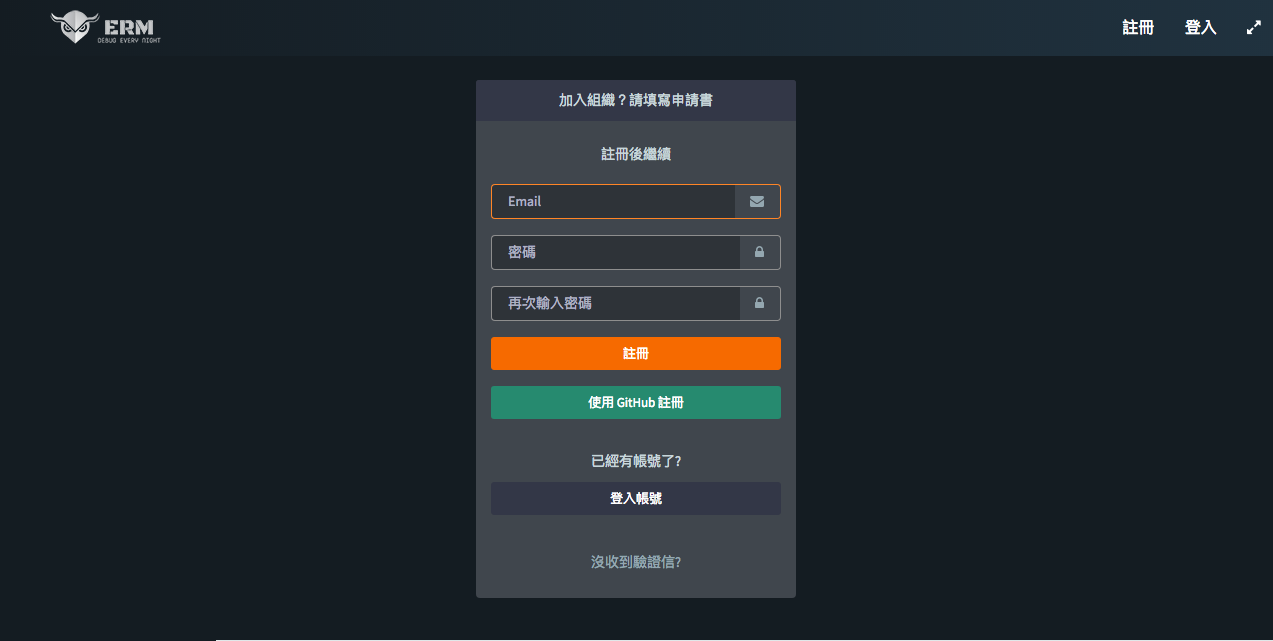 ERM
DEBUG EVERY NIGHT
註冊
登入
加入組織？請填寫申請書
註冊後繼續
Email
密碼
再次輸入密碼
註冊
使用 GitHub 註冊
已經有帳號了?
登入帳號
沒收到驗證信?